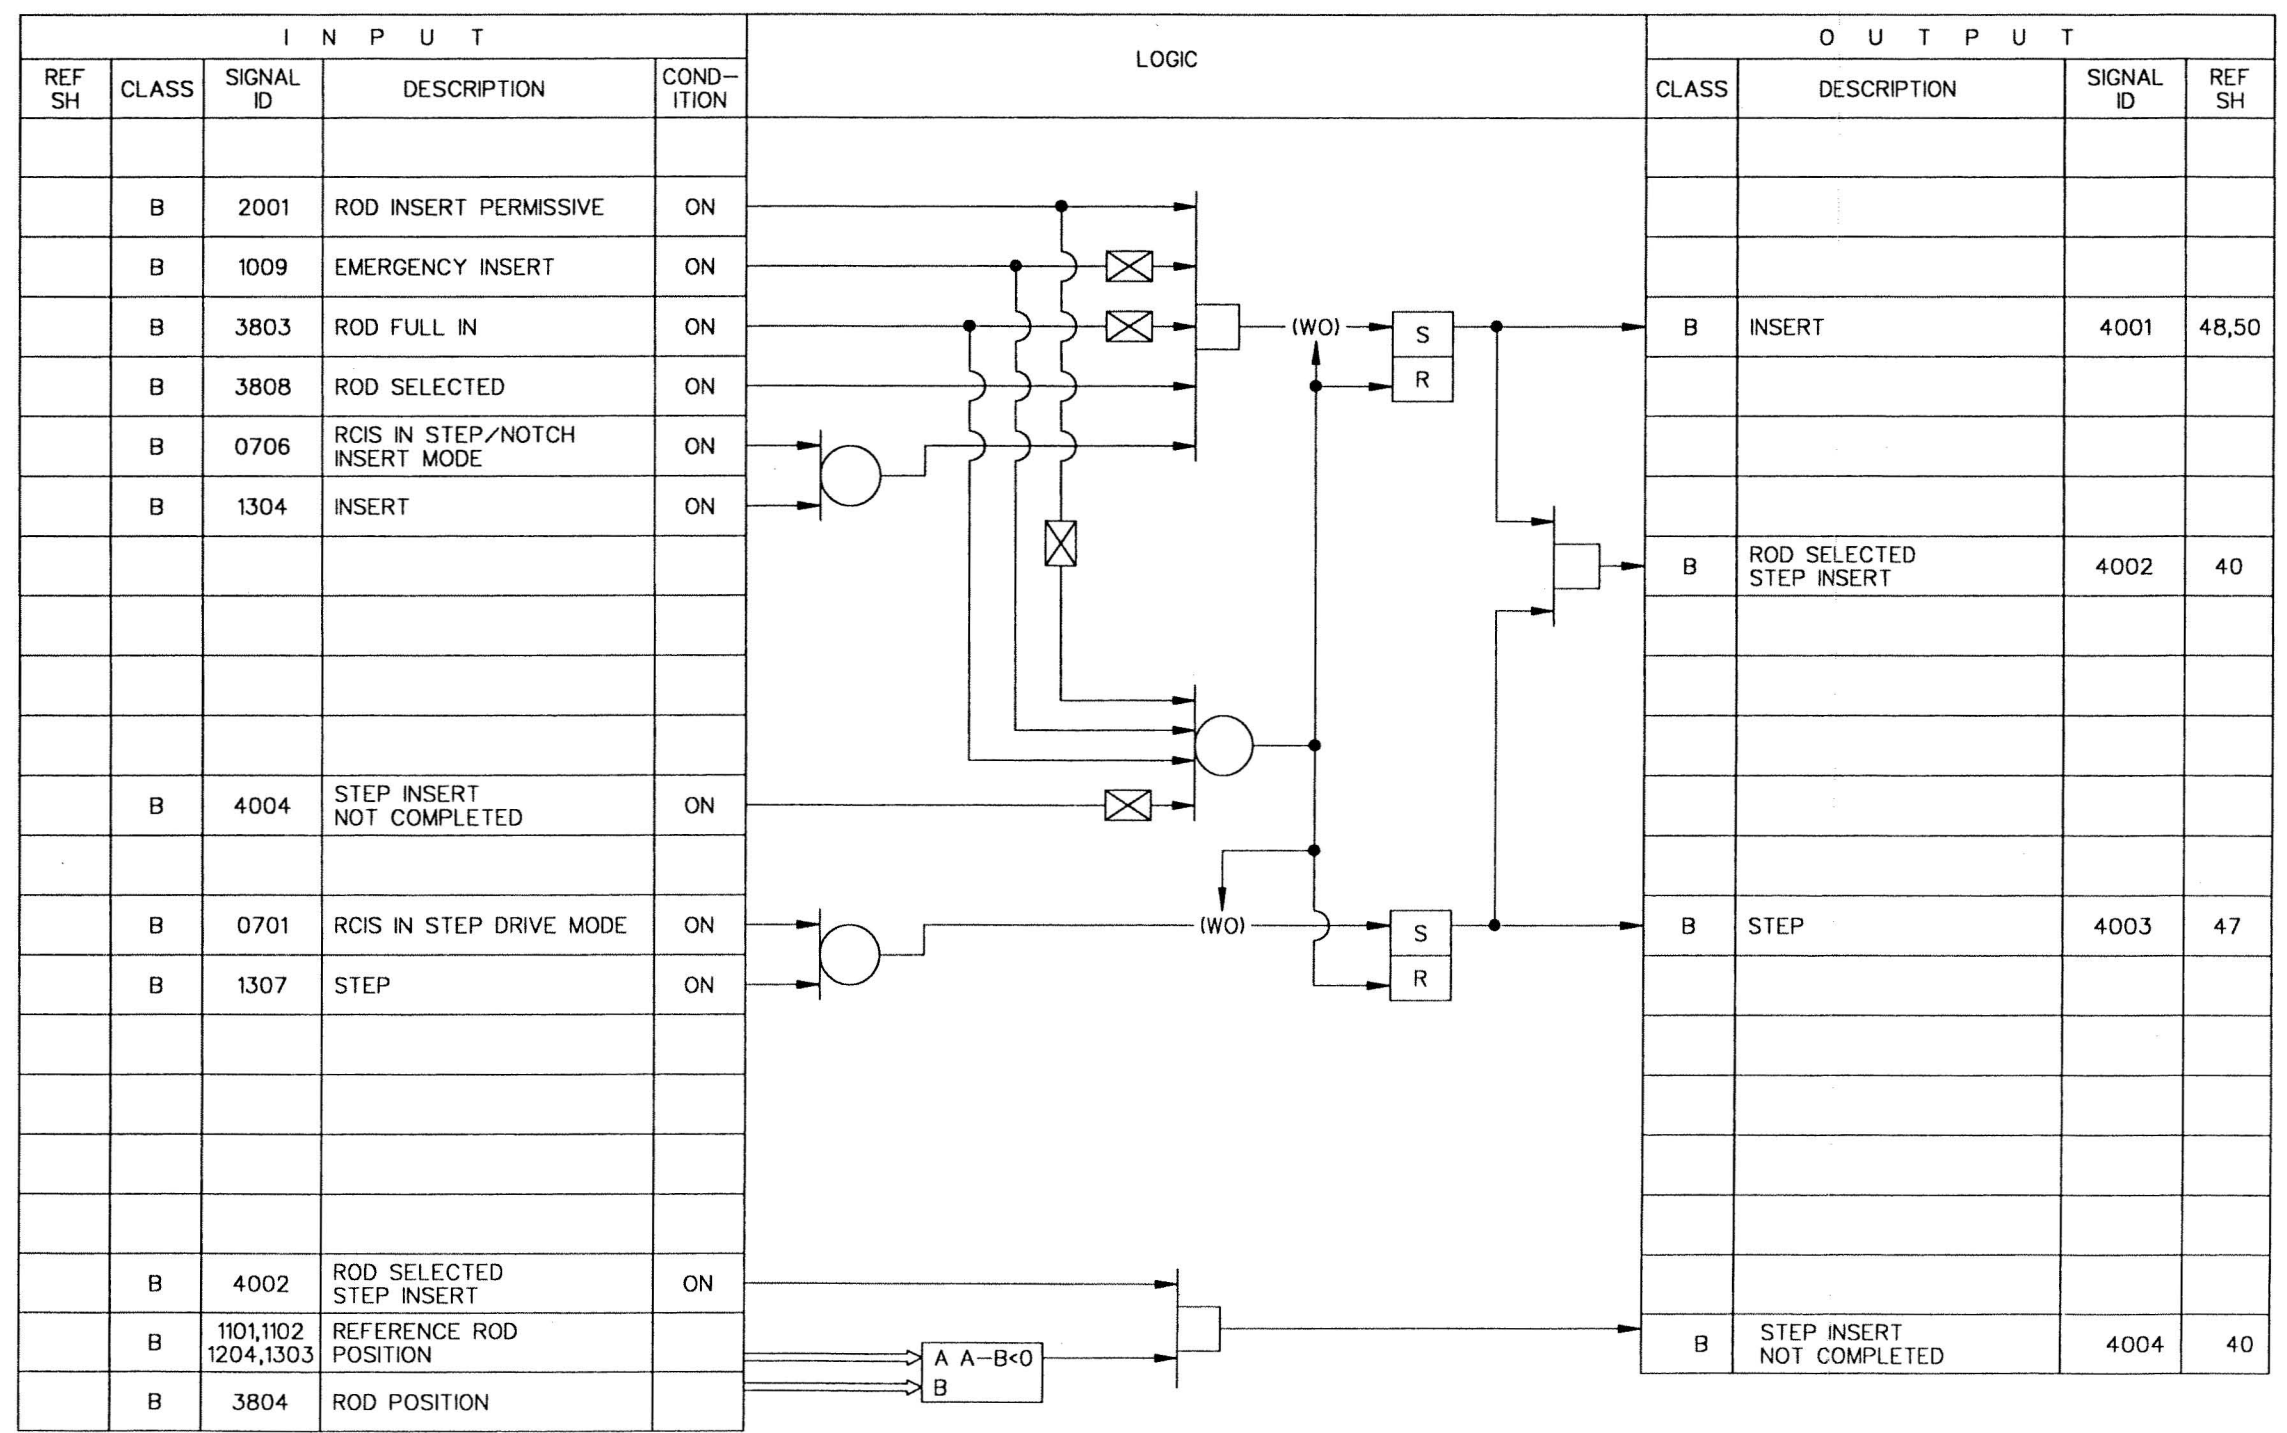 I N P U T
LOGIC
O U T P U T
REF SH
CLASS
SIGNAL ID
DESCRIPTION
COND-ITION
CLASS
DESCRIPTION
SIGNAL ID
REF SH
B 2001 ROD INSERT PERMISSIVE ON
B 1009 EMERGENCY INSERT ON
B 3803 ROD FULL IN ON
(WO)
S
R
B INSERT 4001 48,50
B 3808 ROD SELECTED ON
B 0706 RCIS IN STEP/NOTCH
INSERT MODE ON
B 1304 INSERT ON
B ROD SELECTED
STEP INSERT 4002 40
B 4004 STEP INSERT
NOT COMPLETED ON
B 0701 RCIS IN STEP DRIVE MODE ON
(WO)
S
R
B STEP 4003 47
B 1307 STEP ON
B 4002 ROD SELECTED
STEP INSERT ON
B 1101,1102 REFERENCE ROD
1204,1303 POSITION
A A-B<0
B
B STEP INSERT
NOT COMPLETED 4004 40
B 3804 ROD POSITION